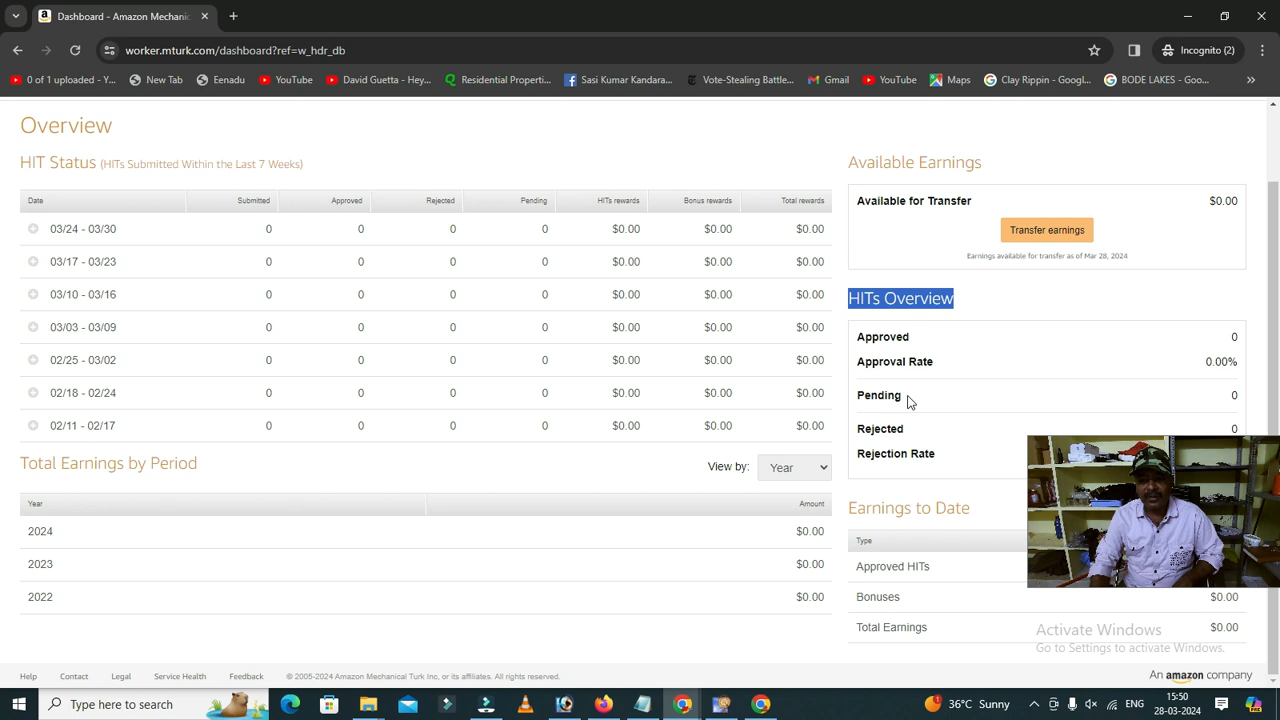 Dashboard - Amazon Mechanic
worker.mturk.com/dashboard?ref=w_hdr_db
Incognito (2)
0 of 1 uploaded - Y...
New Tab
Eenadu
YouTube
David Guetta - Hey...
Residential Properti...
Sasi Kumar Kandara...
Vote-Stealing Battle...
Gmail
YouTube
Maps
Clay Rippin - Googl...
BODE LAKES - Goo...
Overview
HIT Status (HITs Submitted Within the Last 7 Weeks)
Date Submitted Approved Rejected Pending HITs rewards Bonus rewards Total rewards
03/24 - 03/30 0 0 0 0 $0.00 $0.00 $0.00
03/17 - 03/23 0 0 0 0 $0.00 $0.00 $0.00
03/10 - 03/16 0 0 0 0 $0.00 $0.00 $0.00
03/03 - 03/09 0 0 0 0 $0.00 $0.00 $0.00
02/25 - 03/02 0 0 0 0 $0.00 $0.00 $0.00
02/18 - 02/24 0 0 0 0 $0.00 $0.00 $0.00
02/11 - 02/17 0 0 0 0 $0.00 $0.00 $0.00
Total Earnings by Period
View by: Year
Year Amount
2024 $0.00
2023 $0.00
2022 $0.00
Available Earnings
Available for Transfer $0.00
Transfer earnings
Earnings available for transfer as of Mar 28, 2024
HITs Overview
Approved 0
Approval Rate 0.00%
Pending 0
Rejected 0
Rejection Rate
Earnings to Date
Type
Approved HITs
Bonuses $0.00
Total Earnings $0.00
Activate Windows
Go to Settings to activate Windows.
Help Contact Legal Service Health Feedback © 2005-2024 Amazon Mechanical Turk Inc, or its affiliates. All rights reserved.
An amazon company
Type here to search
36°C Sunny
ENG
15:50
28-03-2024